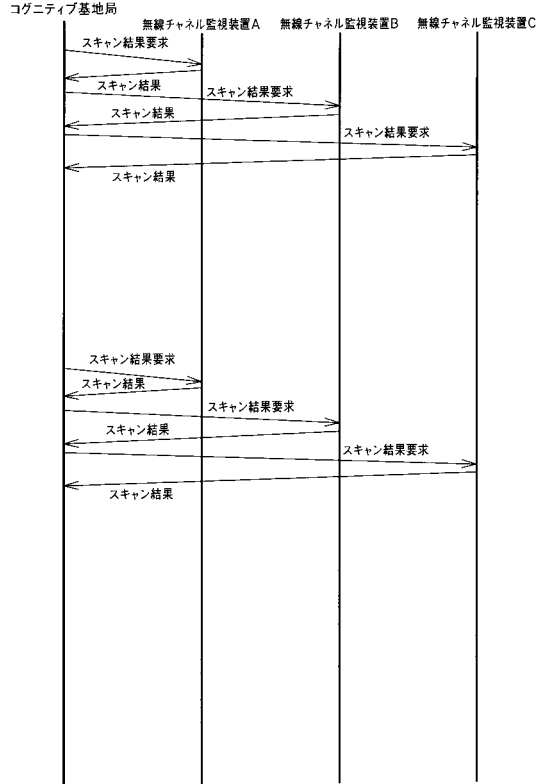 コグニティブ基地局
無線チャネル監視装置A
無線チャネル監視装置B
無線チャネル監視装置C
スキャン結果要求
スキャン結果
スキャン結果要求
スキャン結果
スキャン結果要求
スキャン結果
スキャン結果要求
スキャン結果
スキャン結果要求
スキャン結果
スキャン結果要求
スキャン結果